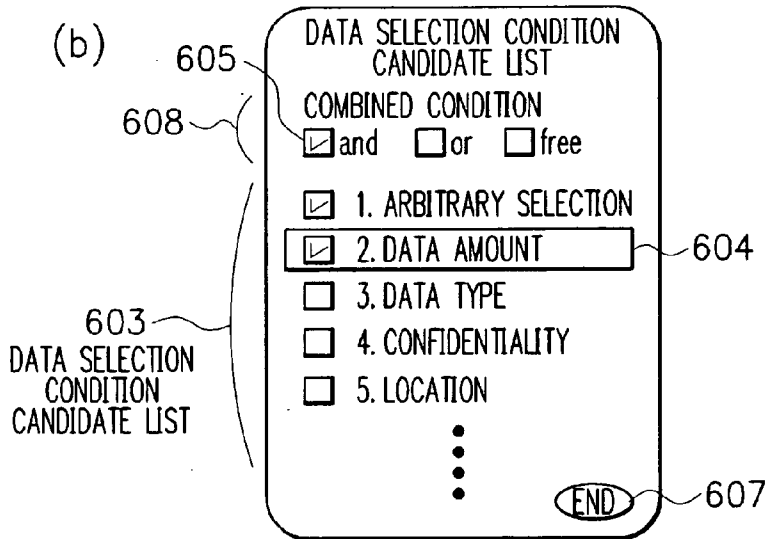 (b)
DATA SELECTION CONDITION
CANDIDATE LIST
605
COMBINED CONDITION
608
and or free
1. ARBITRARY SELECTION
2. DATA AMOUNT
604
3. DATA TYPE
603
4. CONFIDENTIALITY
DATA SELECTION
CONDITION
CANDIDATE LIST
5. LOCATION
END
607